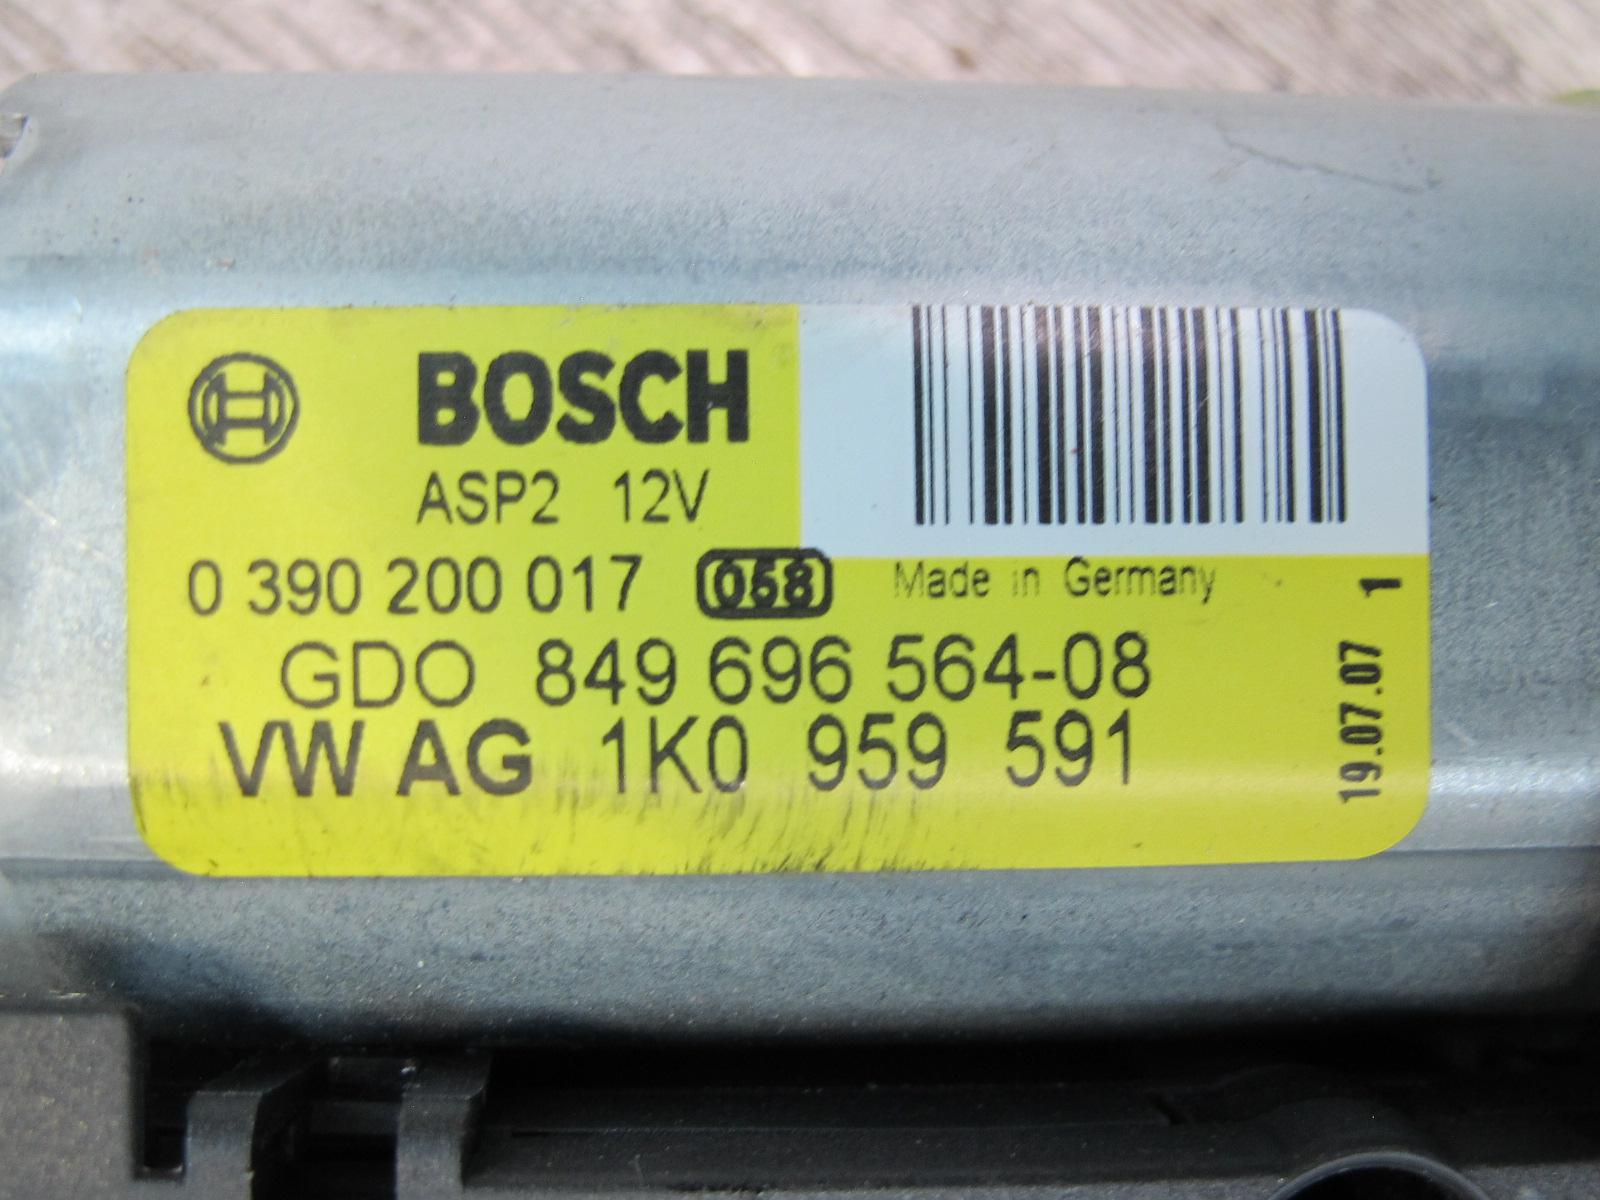 BOSCH
ASP2 12V
0 390 200 017 068 Made in Germany 1
GDO 849 696 564-08
VW AG 1K0 959 591
19.07.07